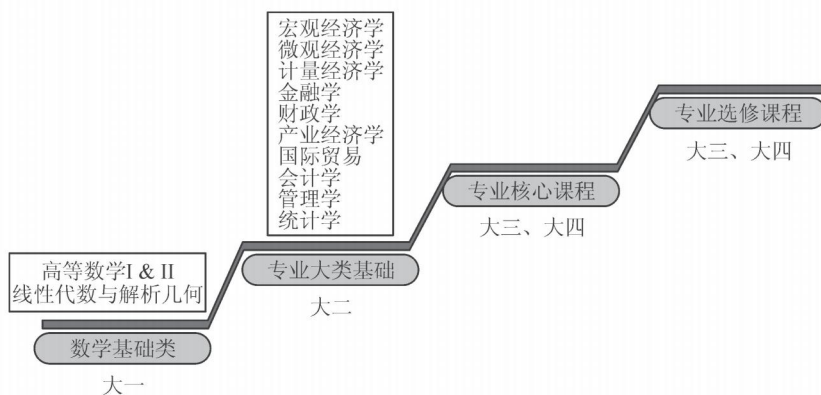 宏观经济学
微观经济学
计量经济学
金融学
财政学
产业经济学
国际贸易
会计学
管理学
统计学
专业选修课程
大三、大四
专业核心课程
大三、大四
高等数学I & II
线性代数与解析几何
专业大类基础
大二
数学基础类
大一